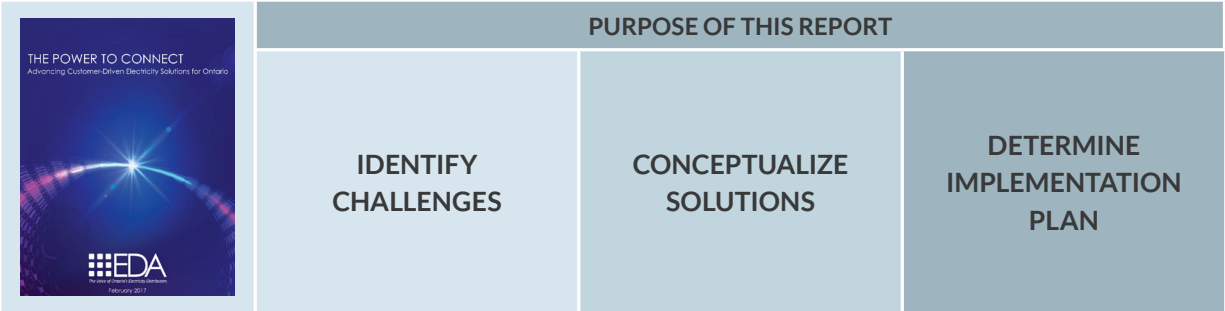 THE POWER TO CONNECT
Advancing Customer-Driven Electricity Solutions for Ontario
EDA
The Voice of Ontario's Electricity Distributors
February 2017
PURPOSE OF THIS REPORT
IDENTIFY
CHALLENGES
CONCEPTUALIZE
SOLUTIONS
DETERMINE
IMPLEMENTATION
PLAN